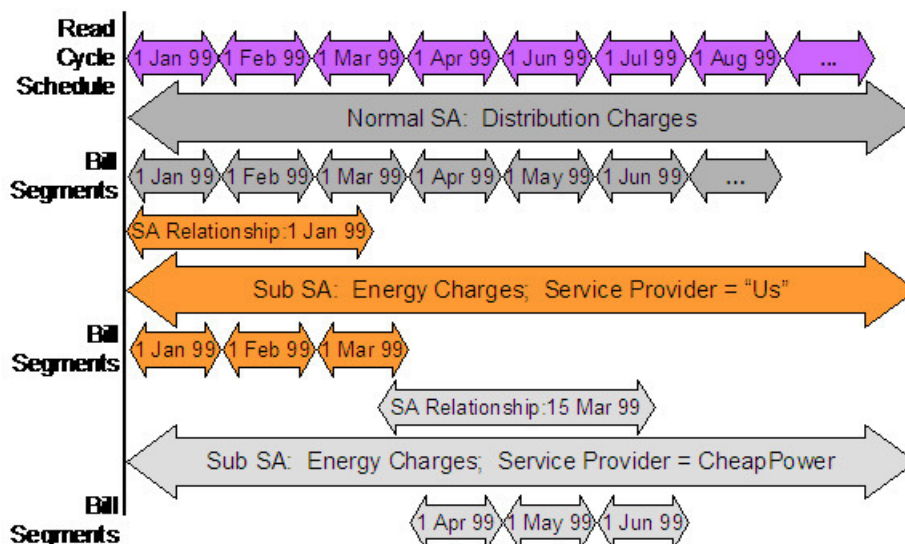 Read
Cycle
Schedule
1 Jan 99 1 Feb 99 1 Mar 99 1 Apr 99 1 Jun 99 1 Jul 99 1 Aug 99 ...
Normal SA: Distribution Charges
Bill
Segments
1 Jan 99 1 Feb 99 1 Mar 99 1 Apr 99 1 May 99 1 Jun 99 ...
SA Relationship:1 Jan 99
Sub SA: Energy Charges; Service Provider = “Us”
Bill
Segments
1 Jan 99 1 Feb 99 1 Mar 99
SA Relationship:15 Mar 99
Sub SA: Energy Charges; Service Provider = CheapPower
Bill
Segments
1 Apr 99 1 May 99 1 Jun 99